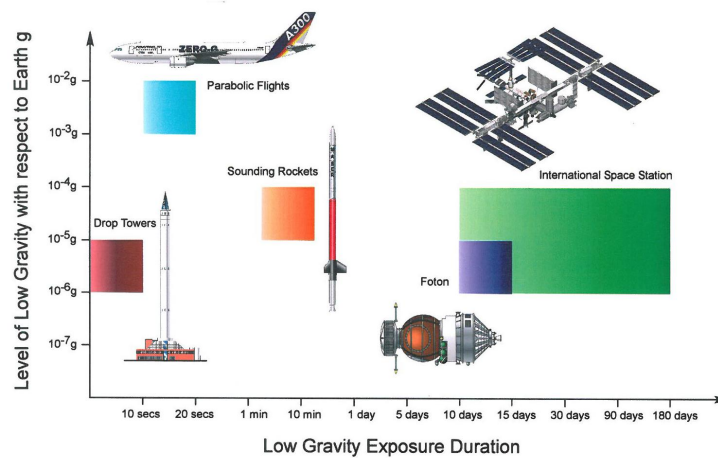 A300
ZERO-G
Level of Low Gravity with respect to Earth g
10-2g
10-3g
10-4g
10-5g
10-6g
10-7g
Parabolic Flights
Sounding Rockets
International Space Station
Drop Towers
Foton
10 secs 20 secs 1 min 10 min 1 day 5 days 10 days 15 days 30 days 90 days 180 days
Low Gravity Exposure Duration